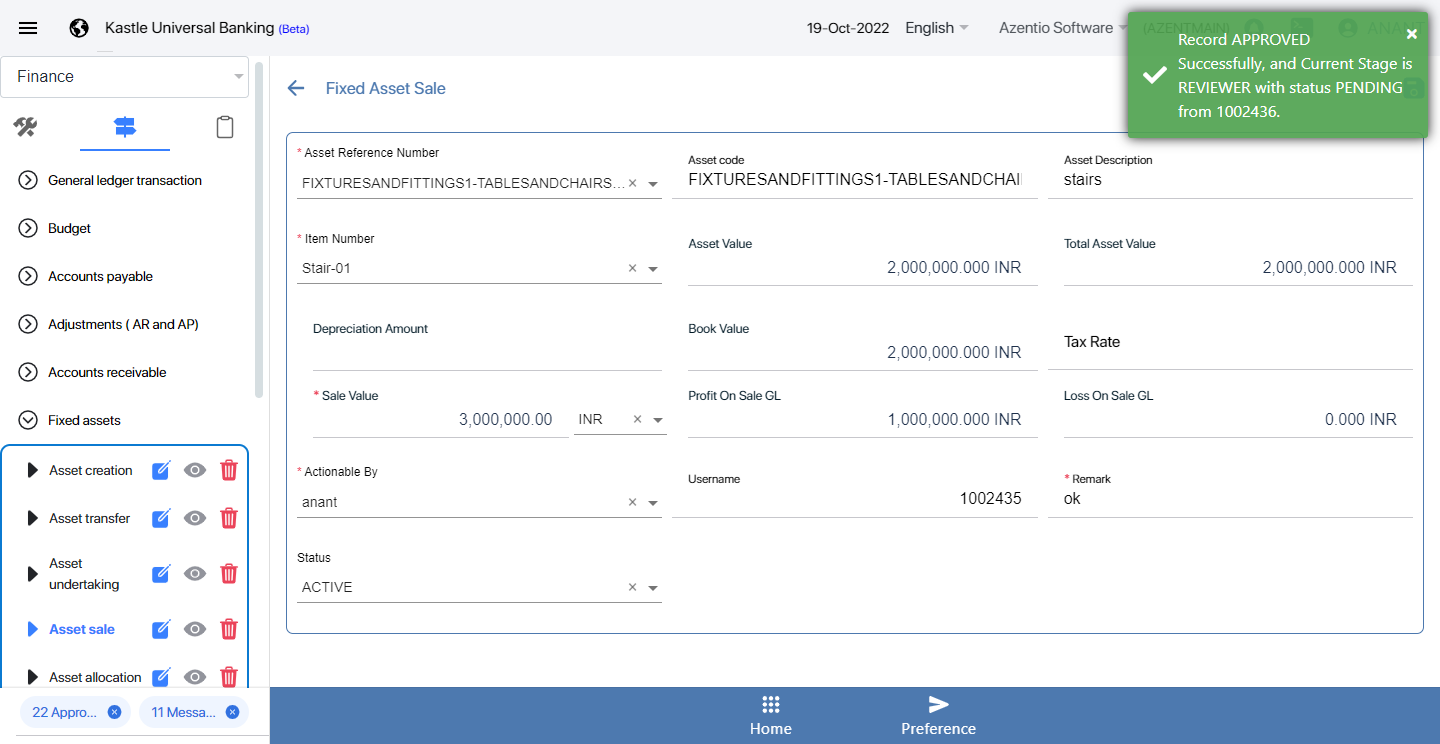 Kastle Universal Banking (Beta)
19-Oct-2022
English
Azentio Software
Record APPROVED
Successfully, and Current Stage is
REVIEWER with status PENDING
from 1002436.
Finance
Fixed Asset Sale
General ledger transaction
Budget
Accounts payable
Adjustments ( AR and AP)
Accounts receivable
Fixed assets
Asset creation
Asset transfer
Asset
undertaking
Asset sale
Asset allocation
22 Appro...
11 Messa...
* Asset Reference Number
FIXTURESANDFITTINGS1-TABLESANDCHAIRS...
Asset code
FIXTURESANDFITTINGS1-TABLESANDCHAI
Asset Description
stairs
* Item Number
Stair-01
Asset Value
2,000,000.000 INR
Total Asset Value
2,000,000.000 INR
Depreciation Amount
Book Value
2,000,000.000 INR
Tax Rate
* Sale Value
3,000,000.00
INR
Profit On Sale GL
1,000,000.000 INR
Loss On Sale GL
0.000 INR
* Actionable By
anant
Username
1002435
* Remark
ok
Status
ACTIVE
Home
Preference